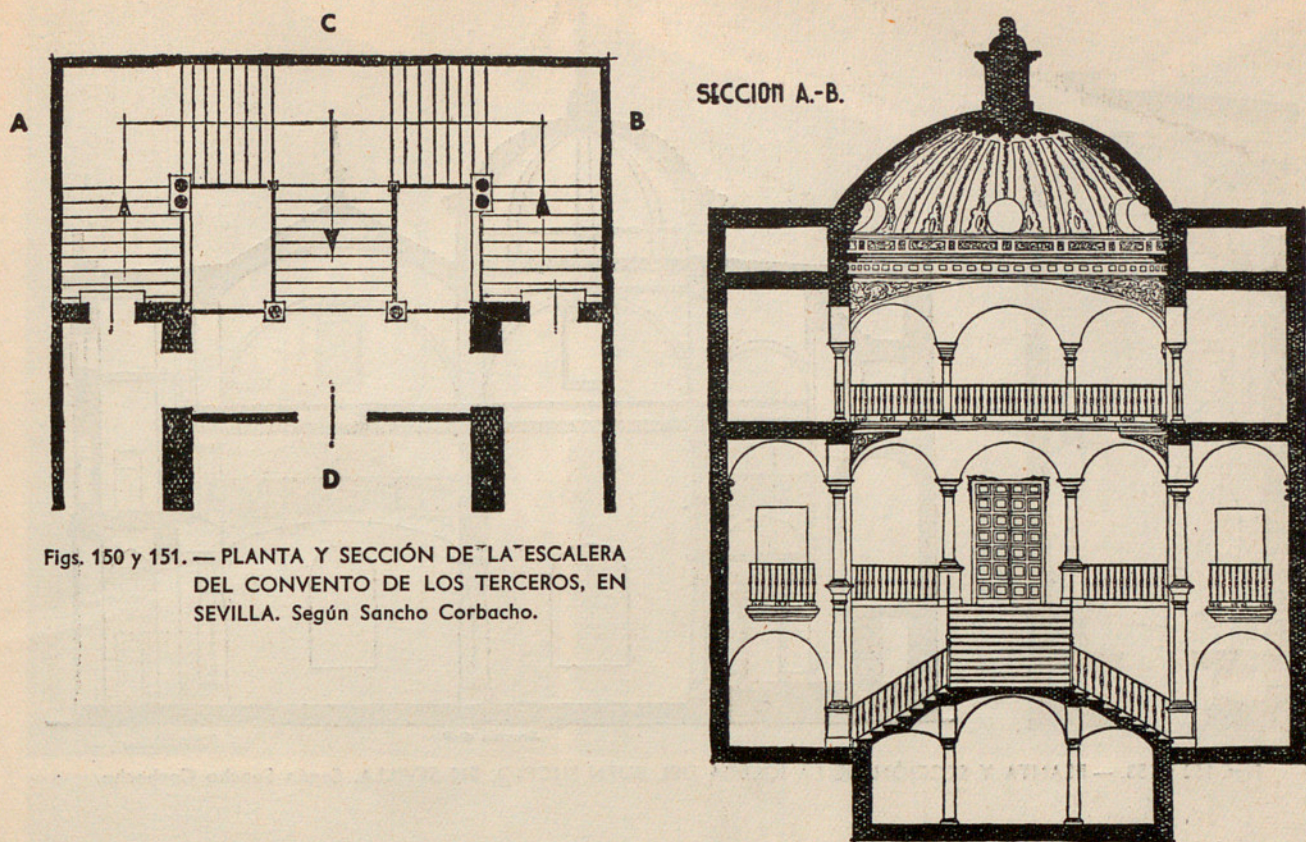 C
A
B
D
SECCION A.-B.
Figs. 150 y 151. — PLANTA Y SECCIÓN DE LA ESCALERA
DEL CONVENTO DE LOS TERCEROS, EN
SEVILLA. Según Sancho Corbacho.